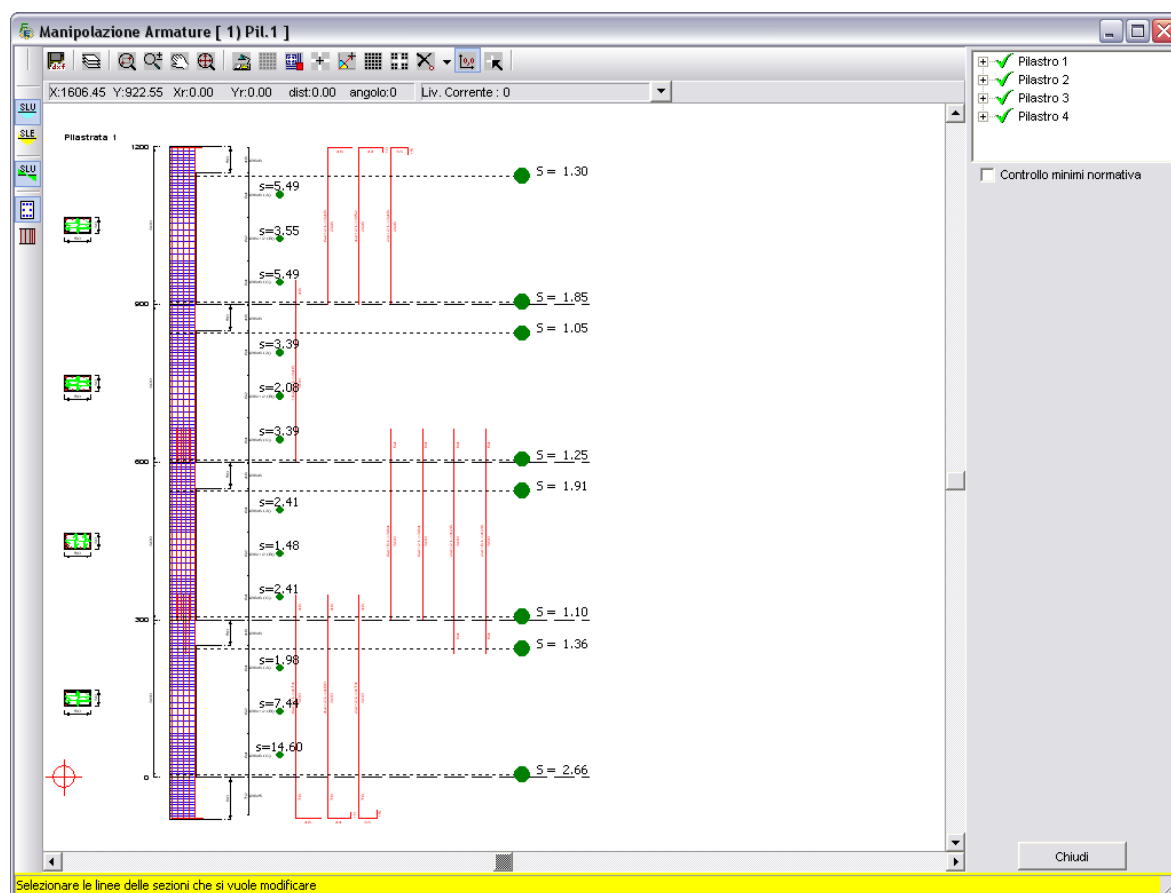 Manipolazione Armature [ 1) Pil.1 ]
dxf
X:1606.45 Y:922.55 Xr:0.00 Yr:0.00 dist:0.00 angolo:0 Liv. Corrente : 0
SLU
SLE
SLU
Pilastro 1
Pilastro 2
Pilastro 3
Pilastro 4
Controllo minimi normativa
Pilastrata 1
1200
S = 1.30
s=5.49
s=3.55
s=5.49
900
S = 1.85
S = 1.05
s=3.39
s=2.08
s=3.39
600
S = 1.25
S = 1.91
s=2.41
s=1.48
s=2.41
300
S = 1.10
S = 1.36
s=1.98
s=7.44
s=14.60
0
S = 2.66
Chiudi
Selezionare le linee delle sezioni che si vuole modificare